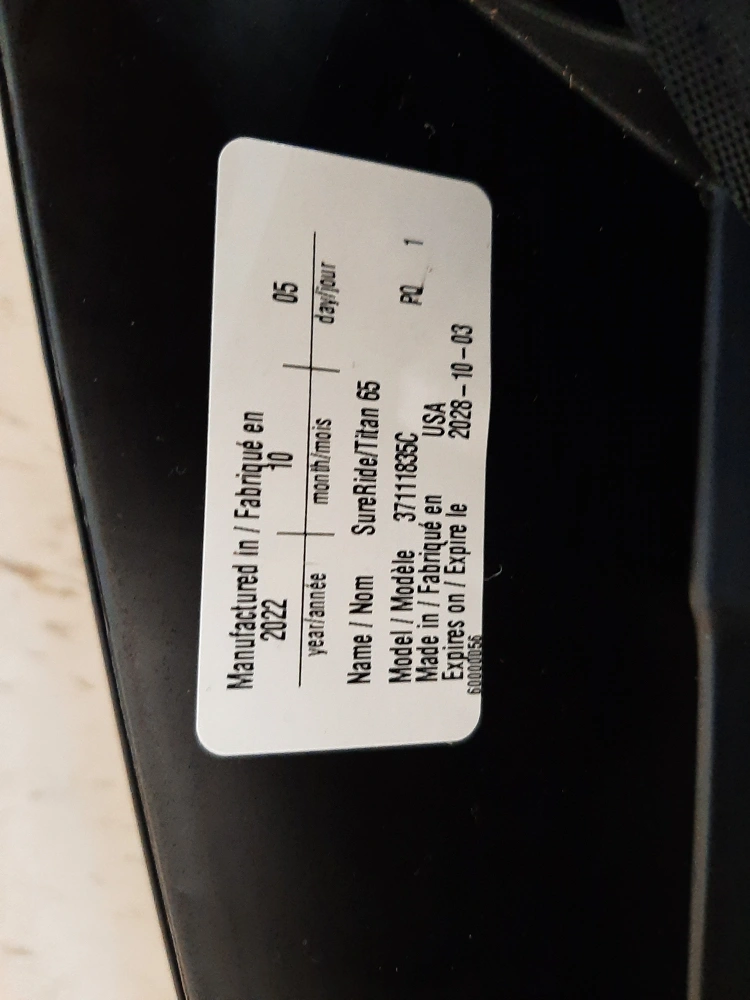 Manufactured in / Fabriqué en
2022 10 05
year/année month/mois day/jour
Name / Nom SureRide/Titan 65
Model / Modèle 37111835C PQ 1
Made in / Fabriqué en USA
Expires on / Expire le 2028-10-03
60000056